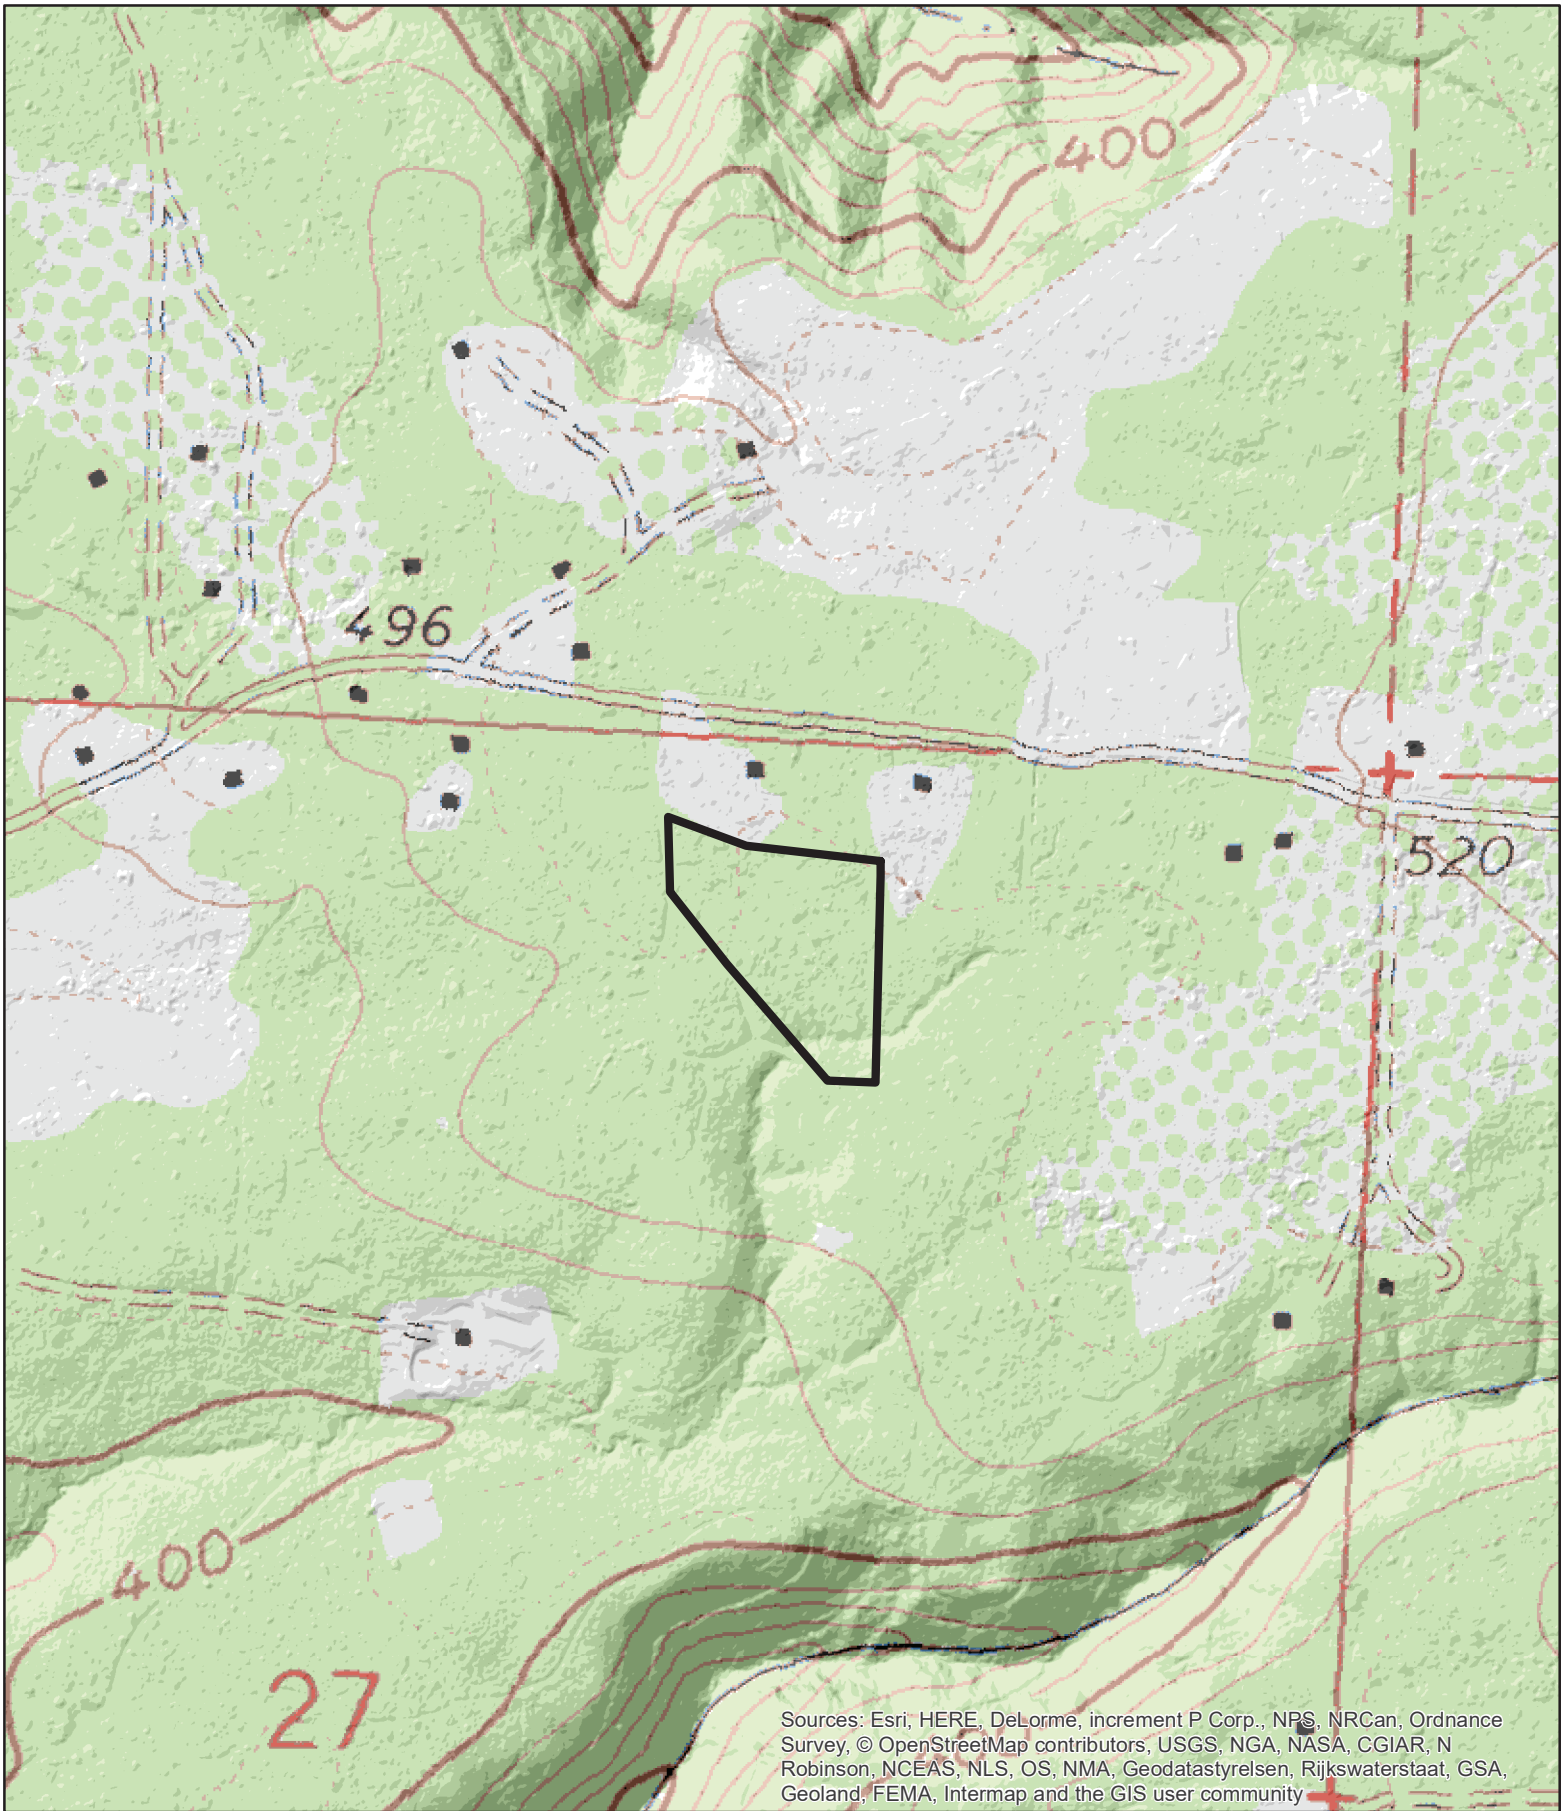 400
496
520
400
27
Sources: Esri, HERE, DeLorme, increment P Corp., NPS, NRCan, Ordnance
Survey, © OpenStreetMap contributors, USGS, NGA, NASA, CGIAR, N
Robinson, NCEAS, NLS, OS, NMA, Geodatastyrelsen, Rijkswaterstaat, GSA,
Geoland, FEMA, Intermap and the GIS user community